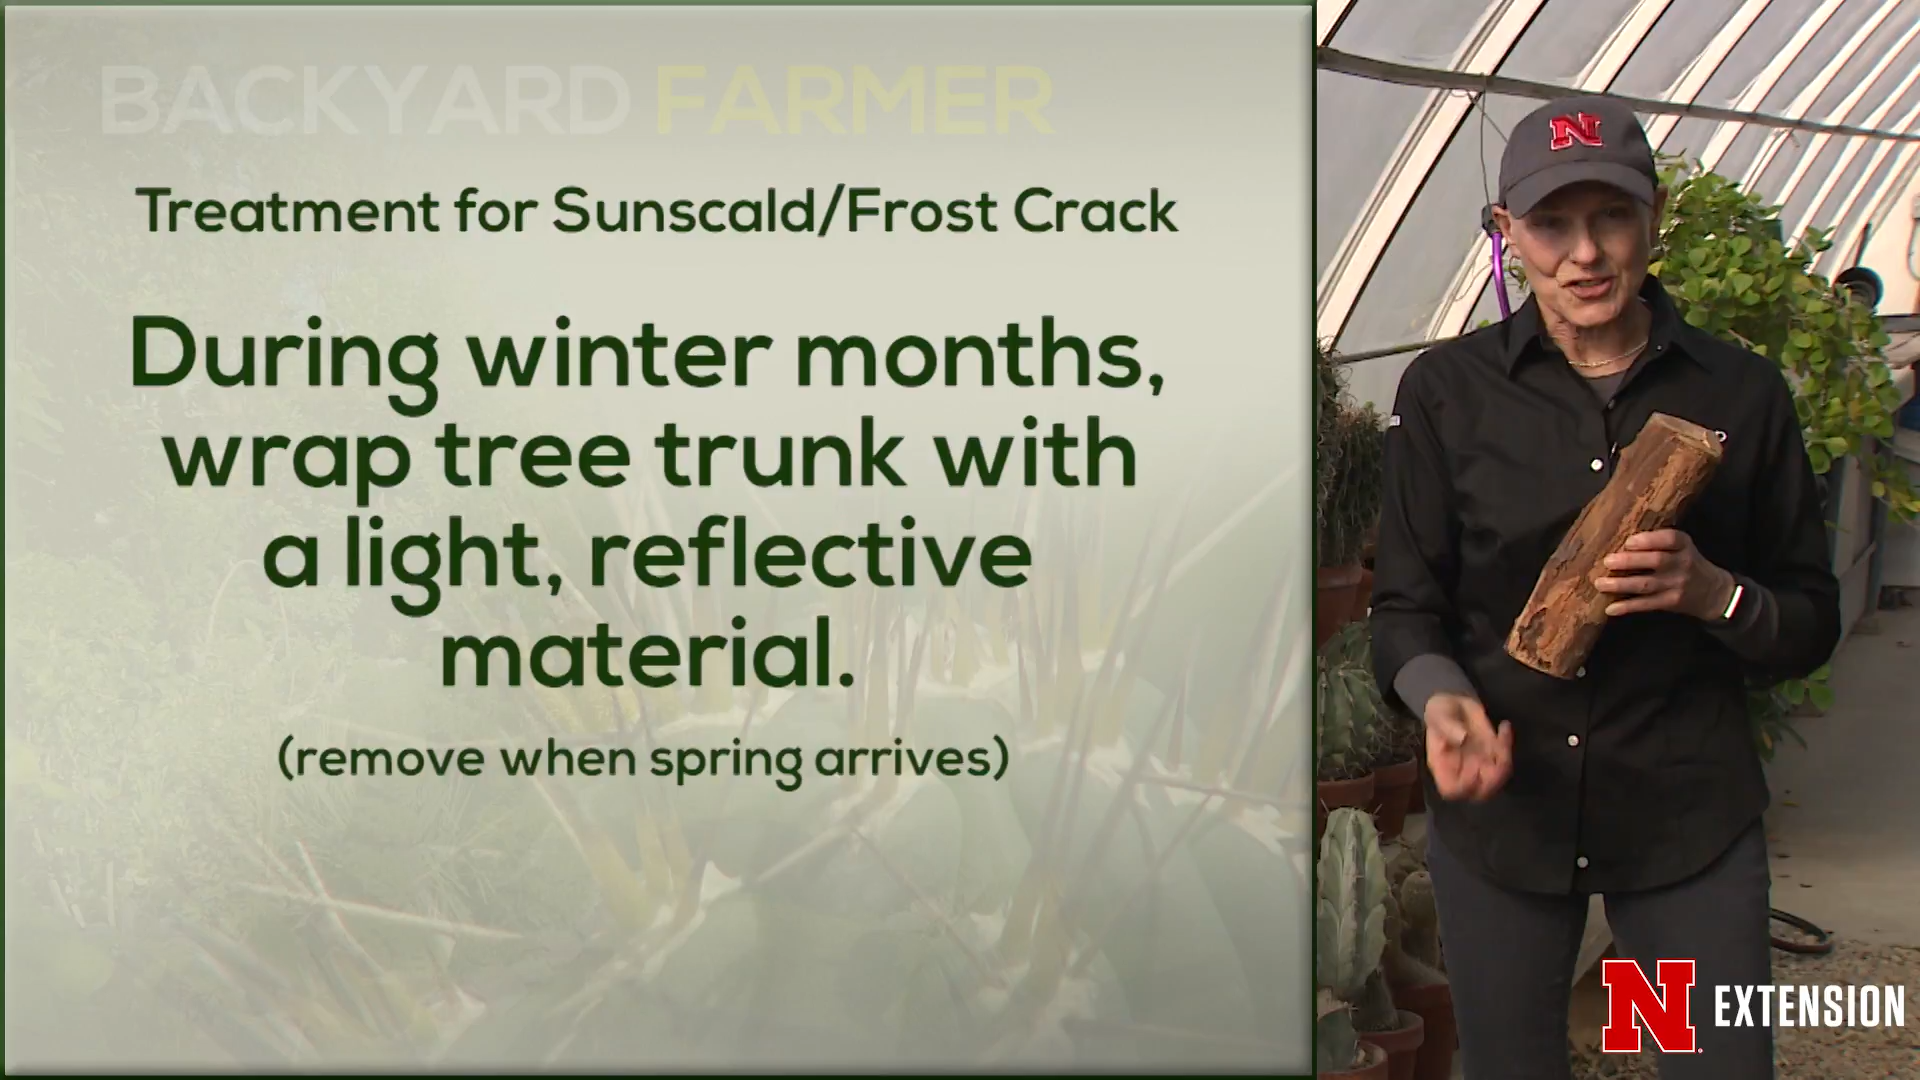 BACKYARD FARMER
Treatment for Sunscald/Frost Crack
During winter months,
wrap tree trunk with
a light, reflective
material.
(remove when spring arrives)
N
N EXTENSION